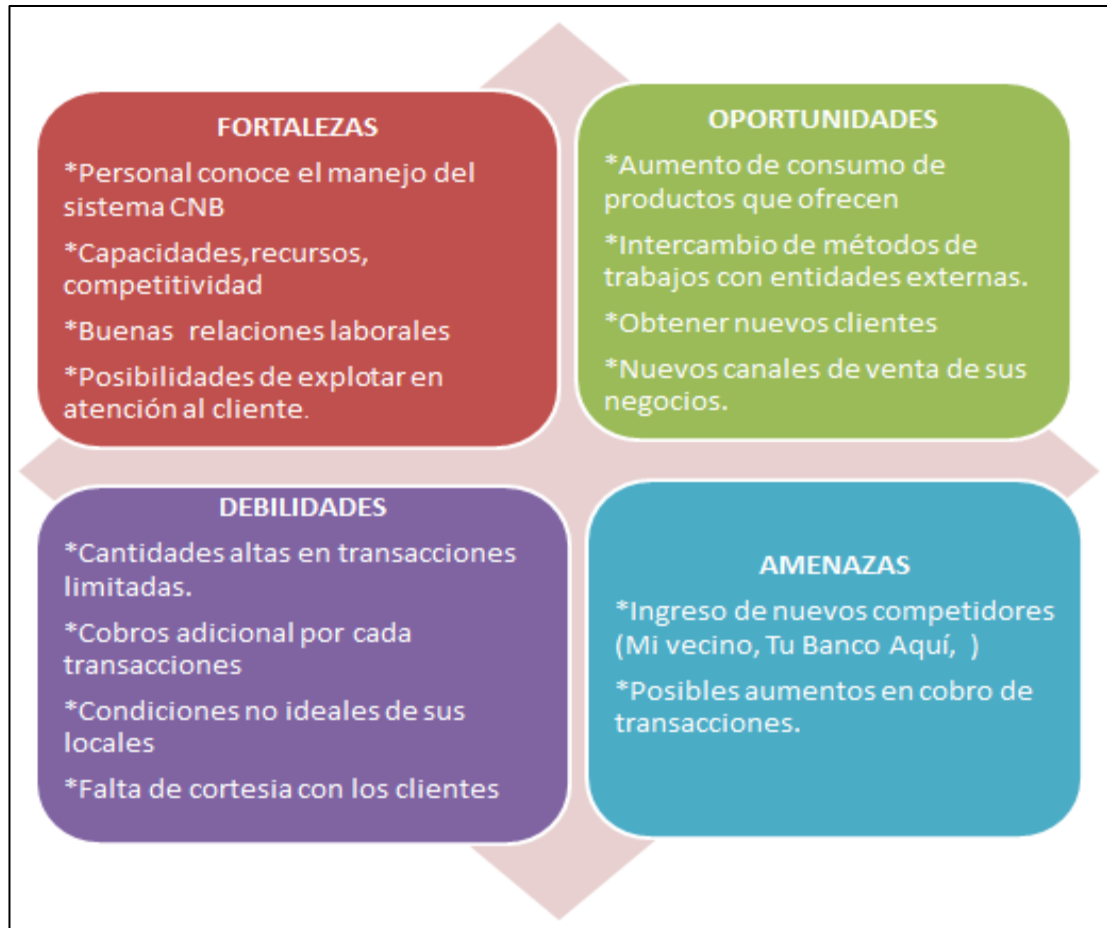 FORTALEZAS
*Personal conoce el manejo del
sistema CNB
*Capacidades,recursos,
competitividad
*Buenas relaciones laborales
*Posibilidades de explotar en
atención al cliente.
OPORTUNIDADES
*Aumento de consumo de
productos que ofrecen
*Intercambio de métodos de
trabajos con entidades externas.
*Obtener nuevos clientes
*Nuevos canales de venta de sus
negocios.
DEBILIDADES
*Cantidades altas en transacciones
limitadas.
*Cobros adicional por cada
transacciones
*Condiciones no ideales de sus
locales
*Falta de cortesia con los clientes
AMENAZAS
*Ingreso de nuevos competidores
(Mi vecino, Tu Banco Aquí, )
*Posibles aumentos en cobro de
transacciones.